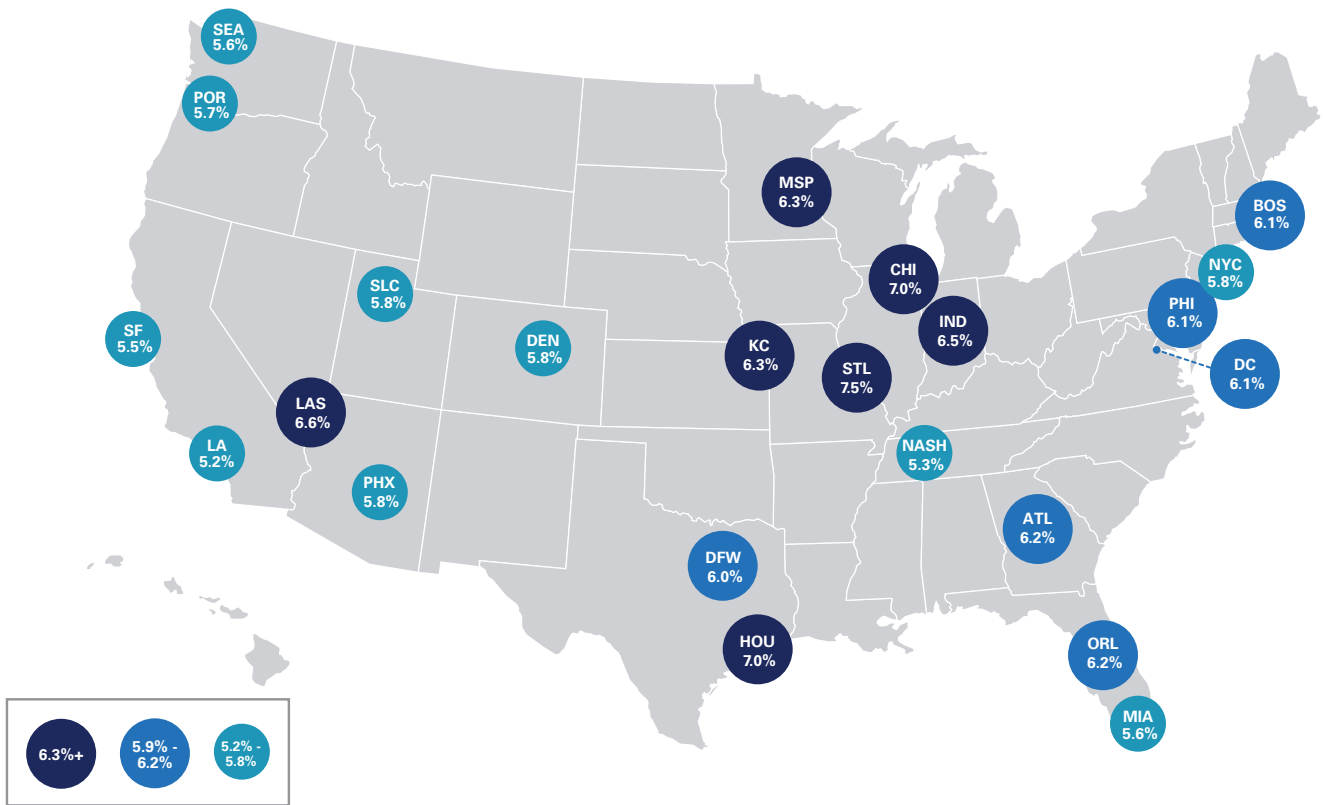 SEA
5.6%
POR
5.7%
MSP
6.3%
BOS
6.1%
CHI
7.0%
NYC
5.8%
SLC
5.8%
PHI
6.1%
IND
6.5%
SF
5.5%
DEN
5.8%
KC
6.3%
STL
7.5%
DC
6.1%
LAS
6.6%
LA
5.2%
NASH
5.3%
PHX
5.8%
ATL
6.2%
DFW
6.0%
HOU
7.0%
ORL
6.2%
MIA
5.6%
6.3%+
5.9% -
6.2%
5.2% -
5.8%